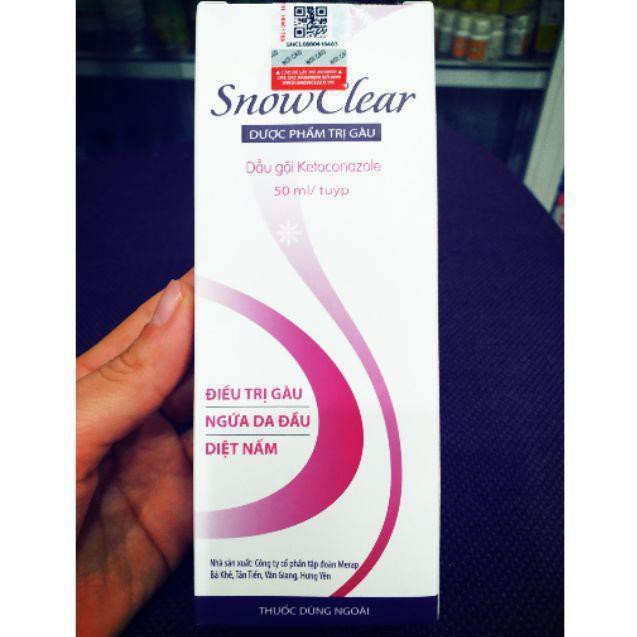 SnowClear
DƯỢC PHẨM TRỊ GÀU
Dầu gội Ketoconazole
50 ml/ tuýp
ĐIỀU TRỊ GÀU
NGỨA DA ĐẦU
DIỆT NẤM
Nhà sản xuất: Công ty cổ phần tập đoàn Merap
Bá Khê, Tân Tiến, Văn Giang, Hưng Yên
THUỐC DÙNG NGOÀI